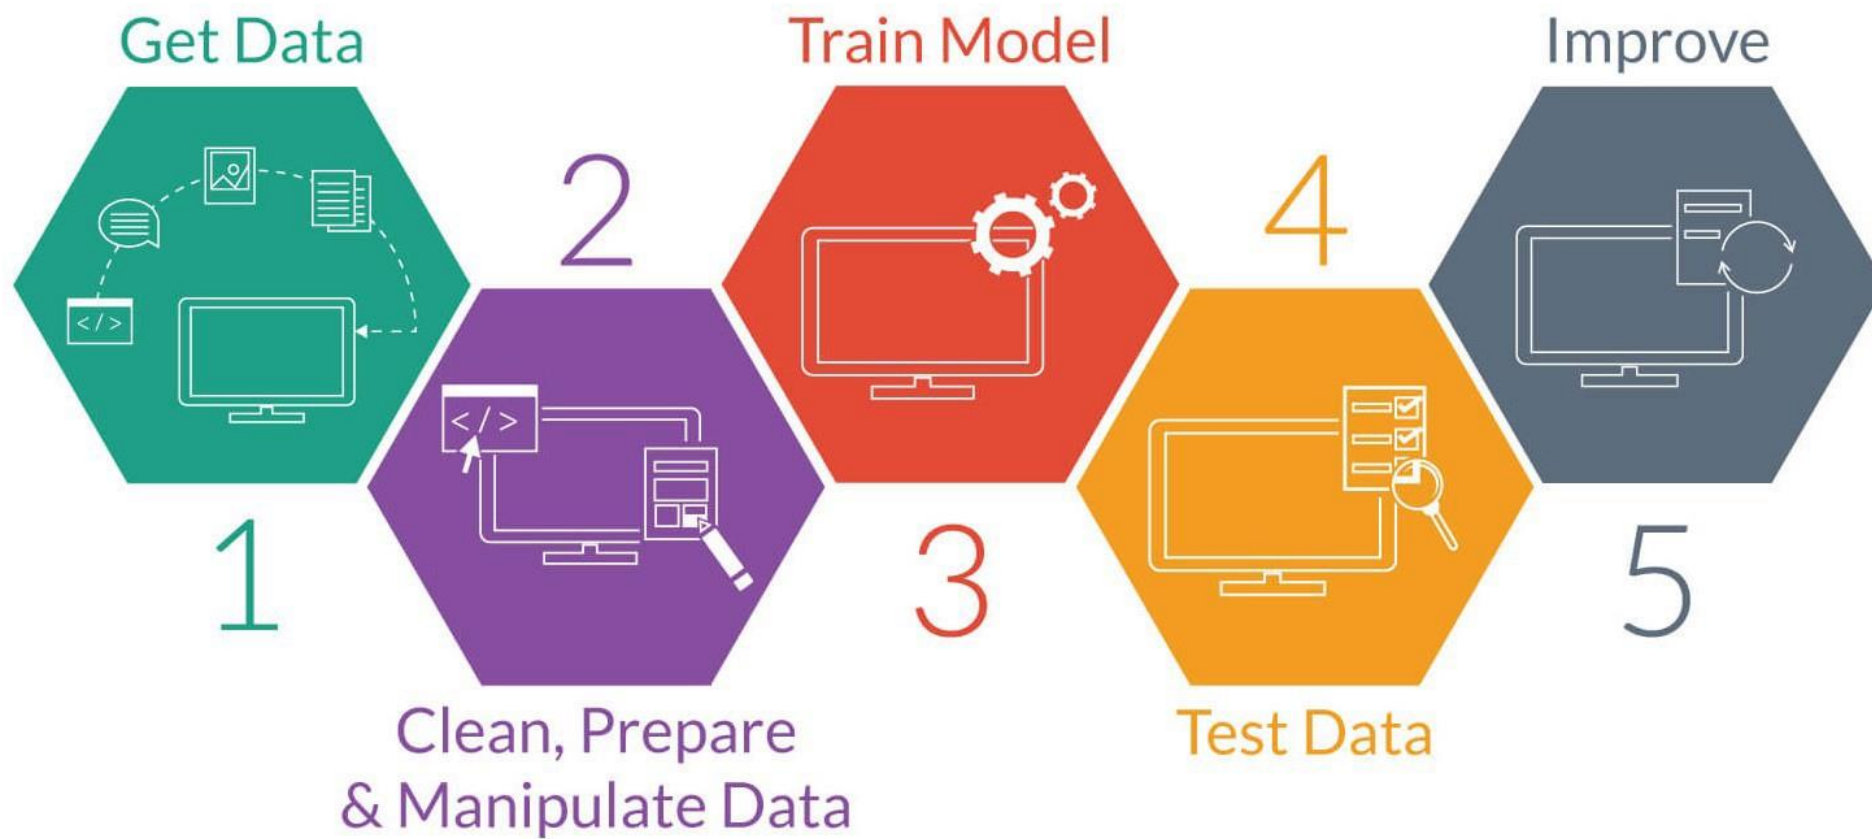 Get Data
1
2
Clean, Prepare
& Manipulate Data
Train Model
3
4
Test Data
Improve
5
</> 
</>